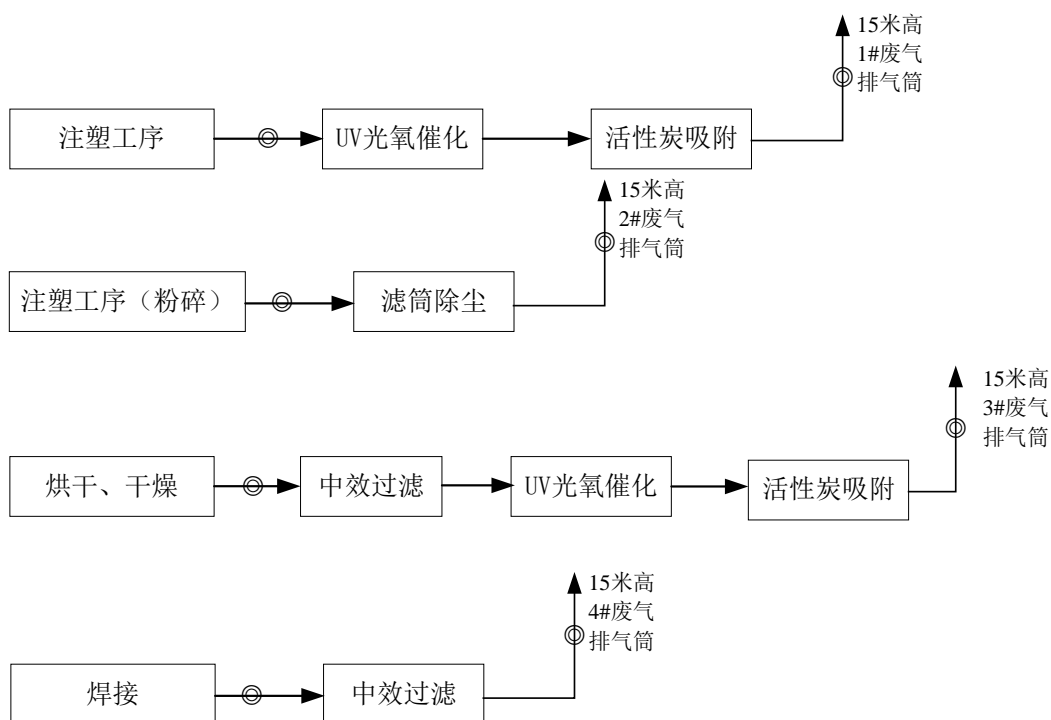 15米高
1#废气
排气筒
注塑工序
UV光氧催化
活性炭吸附
15米高
2#废气
排气筒
注塑工序（粉碎）
滤筒除尘
15米高
3#废气
排气筒
烘干、干燥
中效过滤
UV光氧催化
活性炭吸附
15米高
4#废气
排气筒
焊接
中效过滤